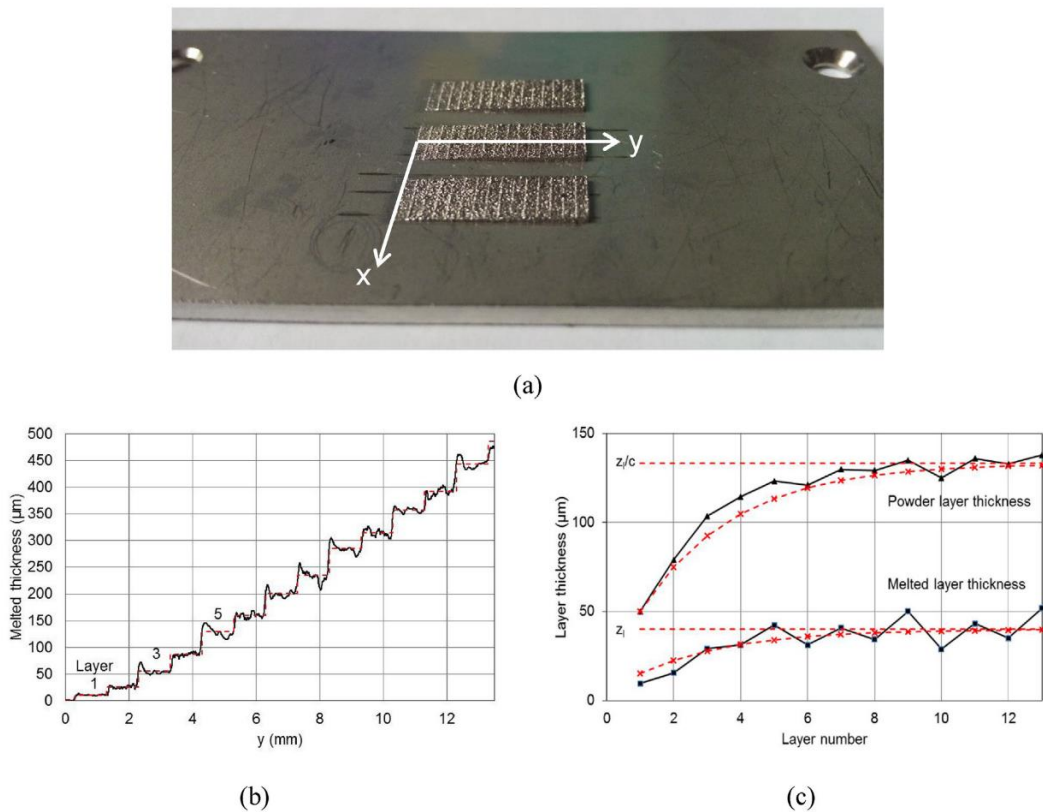 y
x
(a)
500
450
400
350
300
250
200
150
100
50
0
Melted thickness (µm)
Layer
1
3
5
0 2 4 6 8 10 12
y (mm)
(b)
150
100
50
0
Layer thickness (µm)
zₗ/c
Powder layer thickness
Melted layer thickness
zₗ
0 2 4 6 8 10 12
Layer number
(c)